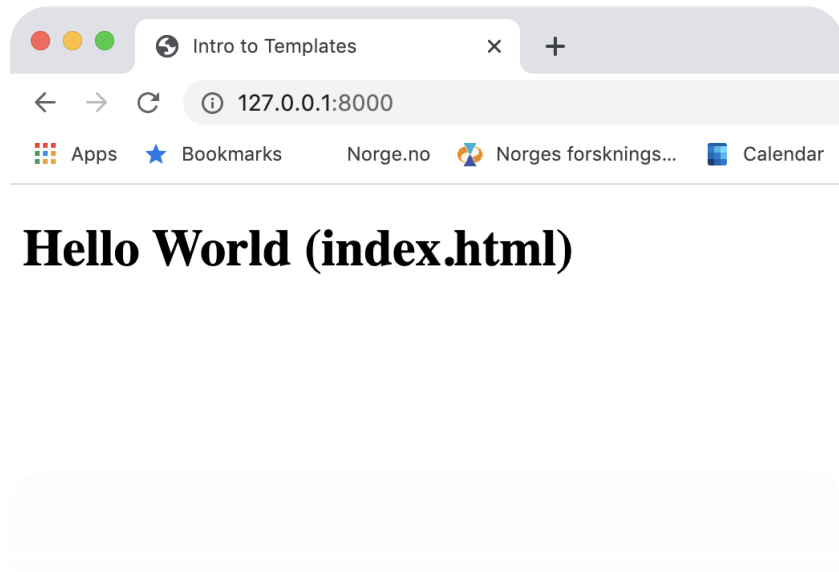 Intro to Templates
127.0.0.1:8000
Apps Bookmarks Norge.no Norges forsknings... Calendar
Hello World (index.html)